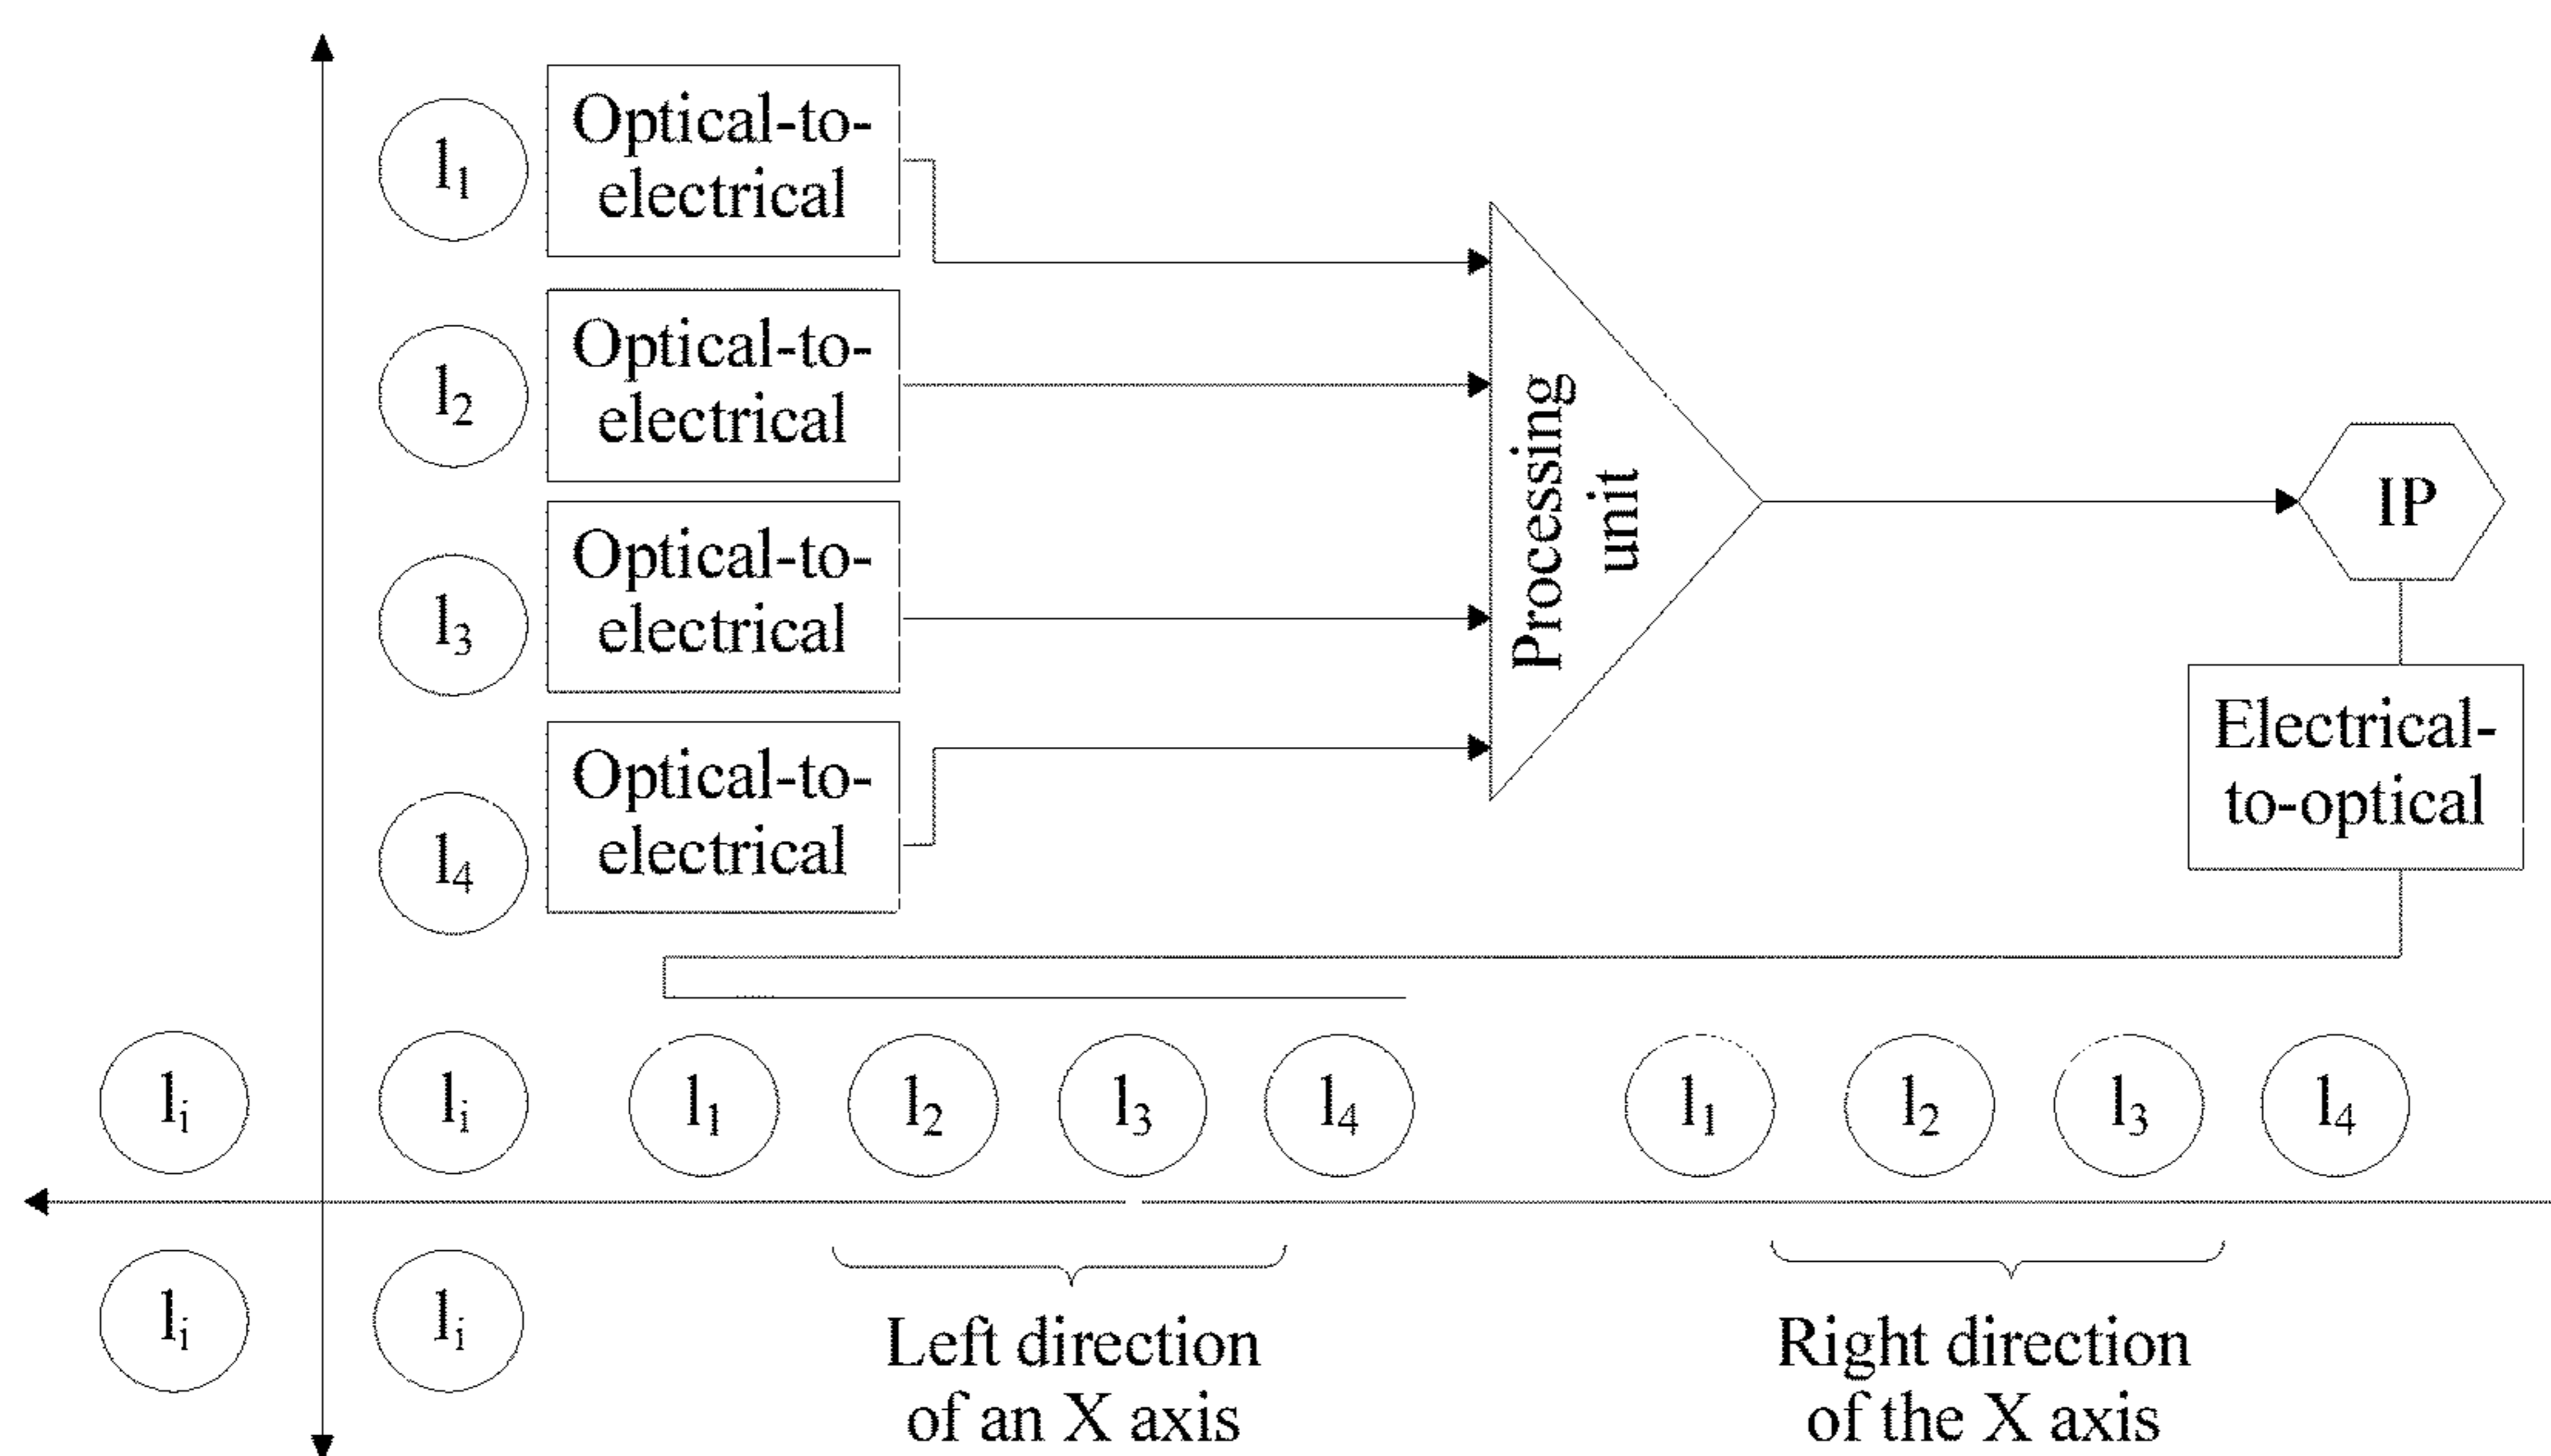 l1
Optical-to-
electrical
l2
Optical-to-
electrical
l3
Optical-to-
electrical
l4
Optical-to-
electrical
Processing
unit
IP
Electrical-
to-optical
li
li
l1
l2
l3
l4
l1
l2
l3
l4
li
li
Left direction
of an X axis
Right direction
of the X axis